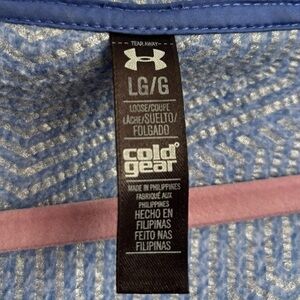 TEAR AWAY
LG/G
LOOSE/COUPE
LÂCHE/SUELTO/
FOLGADO
cold
gear
MADE IN PHILIPPINES
FABRIQUÉ AUX
PHILIPPINES
HECHO EN
FILIPINAS
FEITO NAS
FILIPINAS